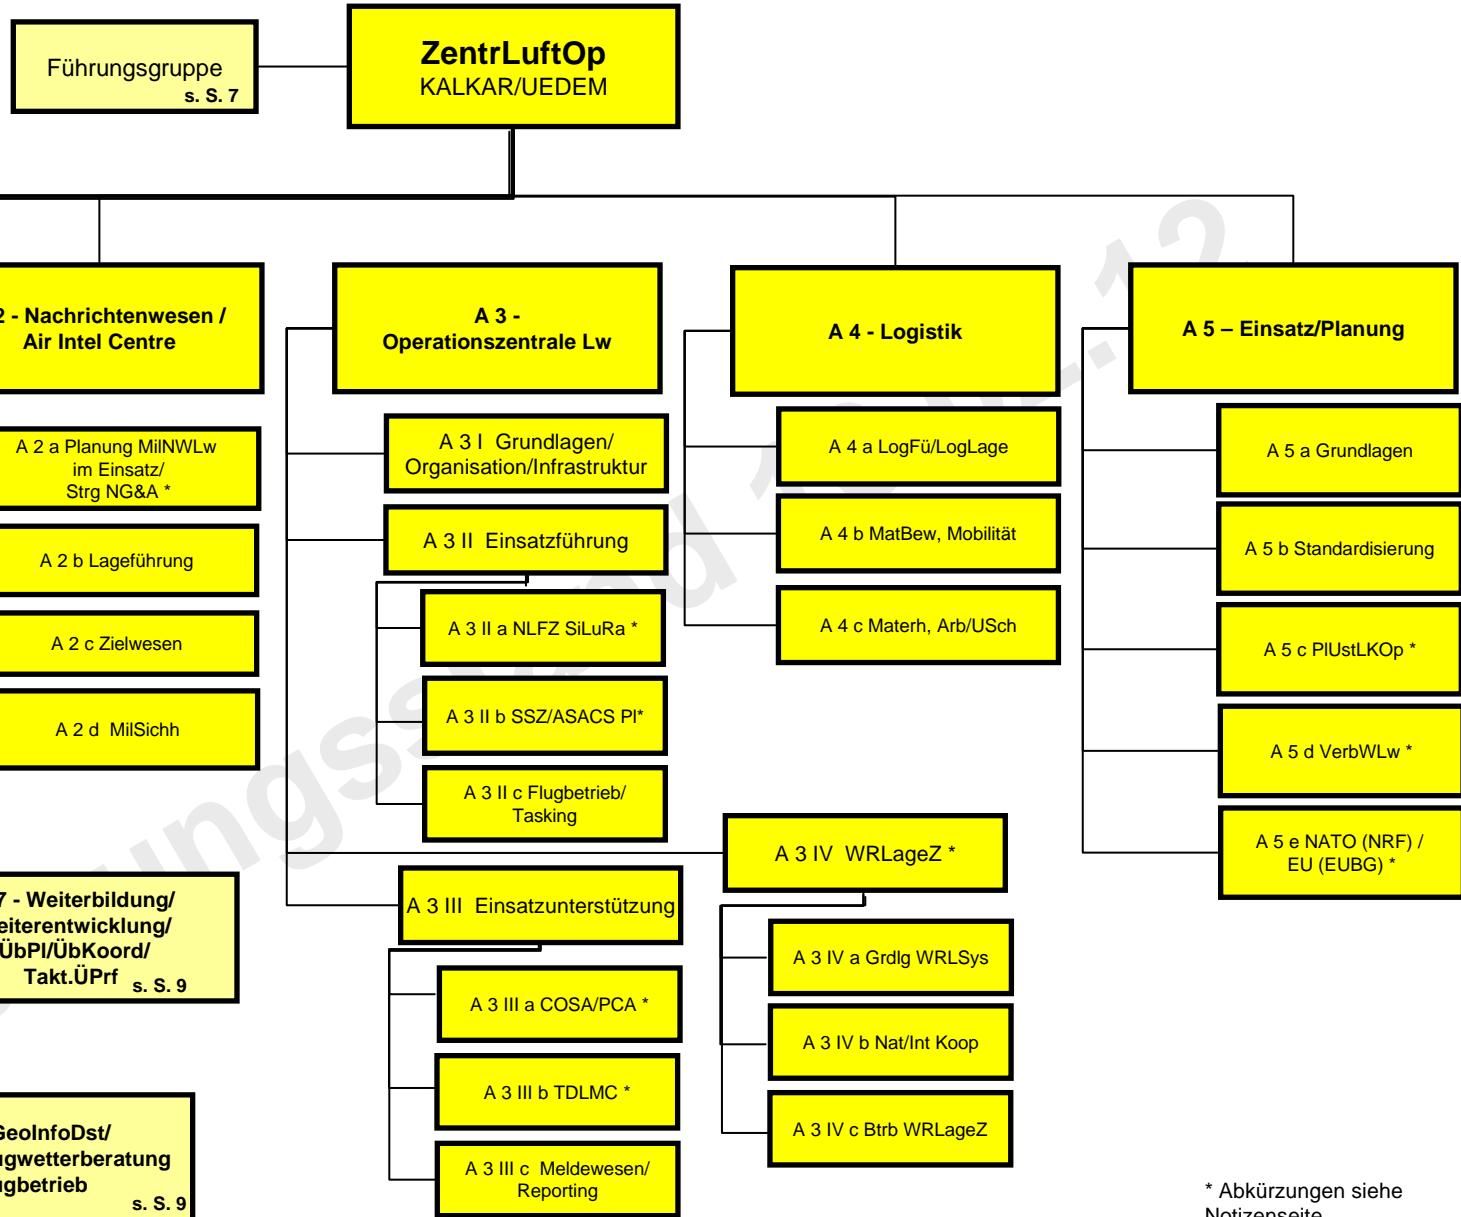 Führungsgruppe
s. S. 7
ZentrLuftOp
KALKAR/UEDEM
2 - Nachrichtenwesen /
Air Intel Centre
A 3 -
Operationszentrale Lw
A 4 - Logistik
A 5 – Einsatz/Planung
A 2 a Planung MilNWLw
im Einsatz/
Strg NG&A *
A 2 b Lageführung
A 2 c Zielwesen
A 2 d MilSichh
A 3 I Grundlagen/
Organisation/Infrastruktur
A 3 II Einsatzführung
A 3 II a NLFZ SiLuRa *
A 3 II b SSZ/ASACS Pl*
A 3 II c Flugbetrieb/
Tasking
A 4 a LogFü/LogLage
A 4 b MatBew, Mobilität
A 4 c Materh, Arb/USch
A 5 a Grundlagen
A 5 b Standardisierung
A 5 c PlUstLKOp *
A 5 d VerbWLw *
A 5 e NATO (NRF) /
EU (EUBG) *
A 3 IV WRLageZ *
A 3 III Einsatzunterstützung
A 3 IV a Grdlg WRLSys
A 3 IV b Nat/Int Koop
A 3 IV c Btrb WRLageZ
A 3 III a COSA/PCA *
A 3 III b TDLMC *
A 3 III c Meldewesen/
Reporting
7 - Weiterbildung/
eiterentwicklung/
ÜbPl/ÜbKoord/
Takt.ÜPrf s. S. 9
GeoInfoDst/
ugwetterberatung
ugbetrieb
s. S. 9
* Abkürzungen siehe
Notizenseite